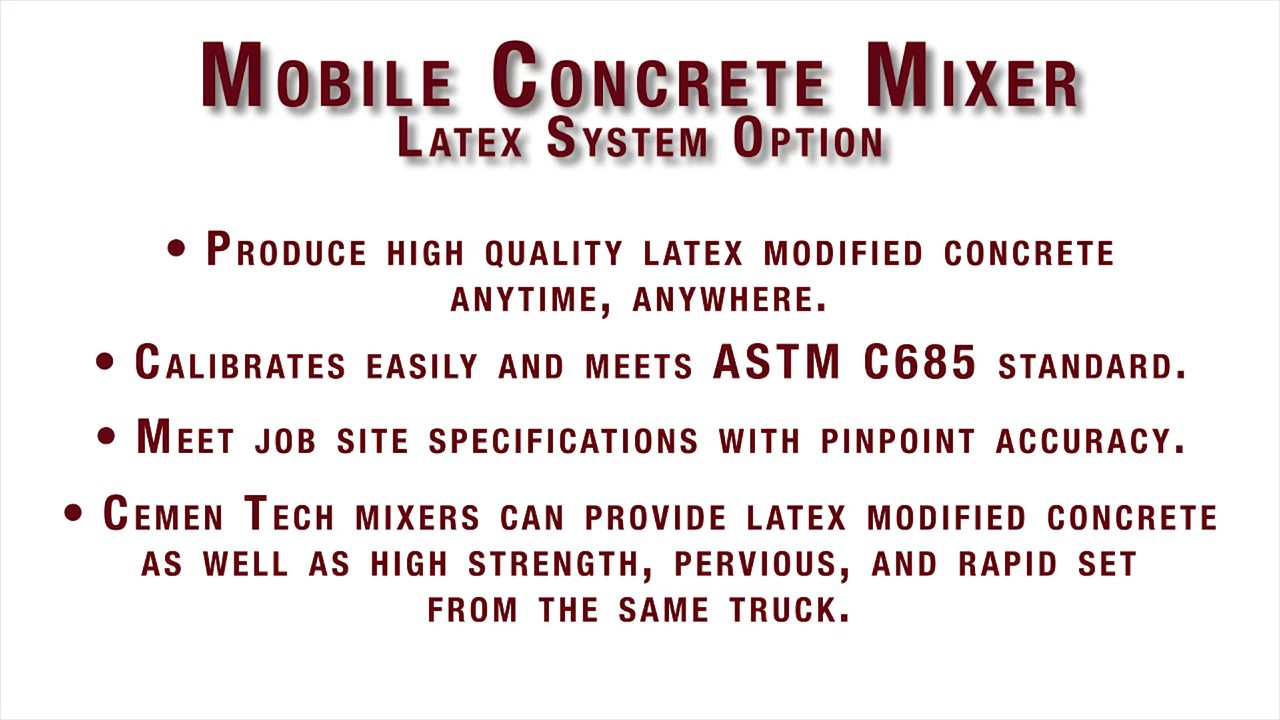 Mobile Concrete Mixer
Latex System Option
• Produce high quality latex modified concrete
anytime, anywhere.
• Calibrates easily and meets ASTM C685 standard.
• Meet job site specifications with pinpoint accuracy.
• Cemen Tech mixers can provide latex modified concrete
as well as high strength, pervious, and rapid set
from the same truck.